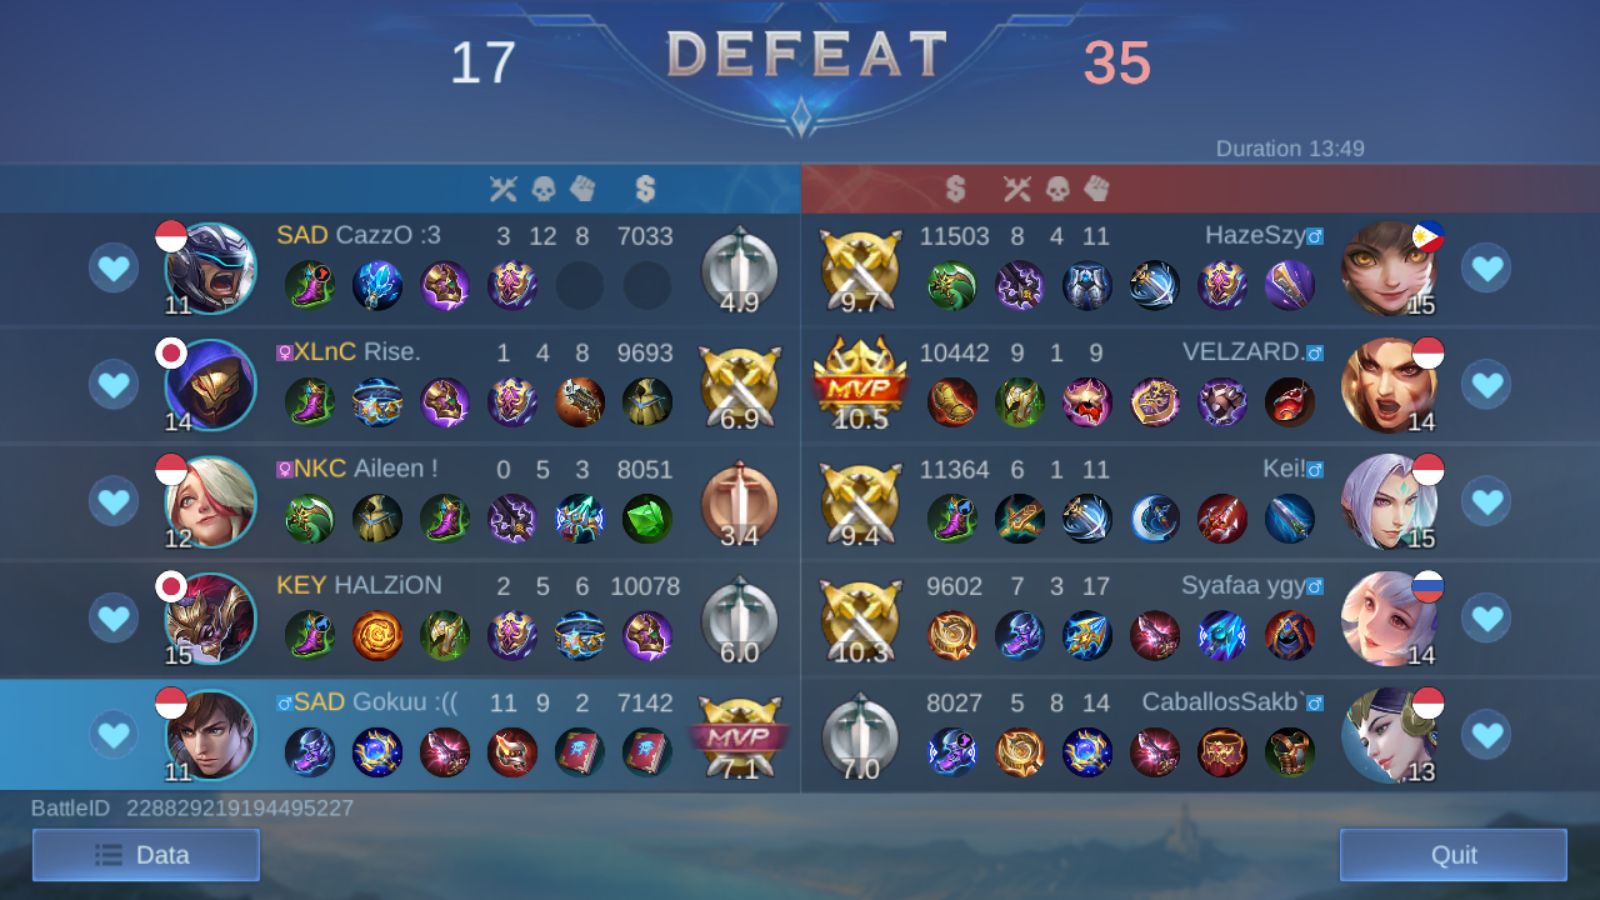 17 DEFEAT 35
Duration 13:49
SAD CazzO :3 3 12 8 7033
11 4.9
11503 8 4 11 HazeSzy
9.7 15
XLnC Rise. 1 4 8 9693
14 6.9
10442 9 1 9 VELZARD.
MVP
10.5 14
NKC Aileen ! 0 5 3 8051
12 3.4
11364 6 1 11 Kei!
9.4 15
KEY HALZiON 2 5 6 10078
15 6.0
9602 7 3 17 Syafaa ygy
10.3 14
SAD Gokuu :(( 11 9 2 7142
MVP
11 7.1
8027 5 8 14 CaballosSakb`
7.0 13
BattleID 228829219194495227
Data
Quit